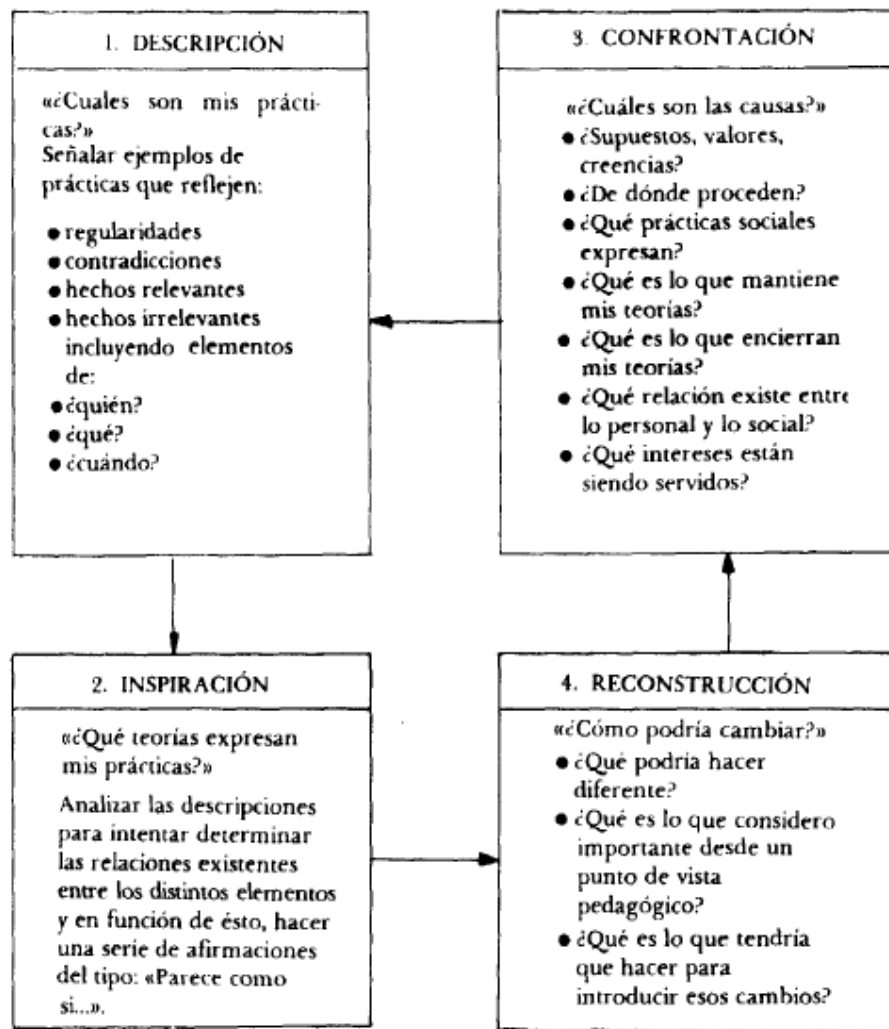 1. DESCRIPCIÓN
«¿Cuales son mis prácti-
cas?»
Señalar ejemplos de
prácticas que reflejen:
● regularidades
● contradicciones
● hechos relevantes
● hechos irrelevantes
incluyendo elementos
de:
● ¿quién?
● ¿qué?
● ¿cuándo?
2. INSPIRACIÓN
«¿Qué teorías expresan
mis prácticas?»
Analizar las descripciones
para intentar determinar
las relaciones existentes
entre los distintos elementos
y en función de ésto, hacer
una serie de afirmaciones
del tipo: «Parece como
si...».
3. CONFRONTACIÓN
«¿Cuáles son las causas?»
● ¿Supuestos, valores,
creencias?
● ¿De dónde proceden?
● ¿Qué prácticas sociales
expresan?
● ¿Qué es lo que mantiene
mis teorías?
● ¿Qué es lo que encierran
mis teorías?
● ¿Qué relación existe entre
lo personal y lo social?
● ¿Qué intereses están
siendo servidos?
4. RECONSTRUCCIÓN
«¿Cómo podría cambiar?»
● ¿Qué podría hacer
diferente?
● ¿Qué es lo que considero
importante desde un
punto de vista
pedagógico?
● ¿Qué es lo que tendría
que hacer para
introducir esos cambios?